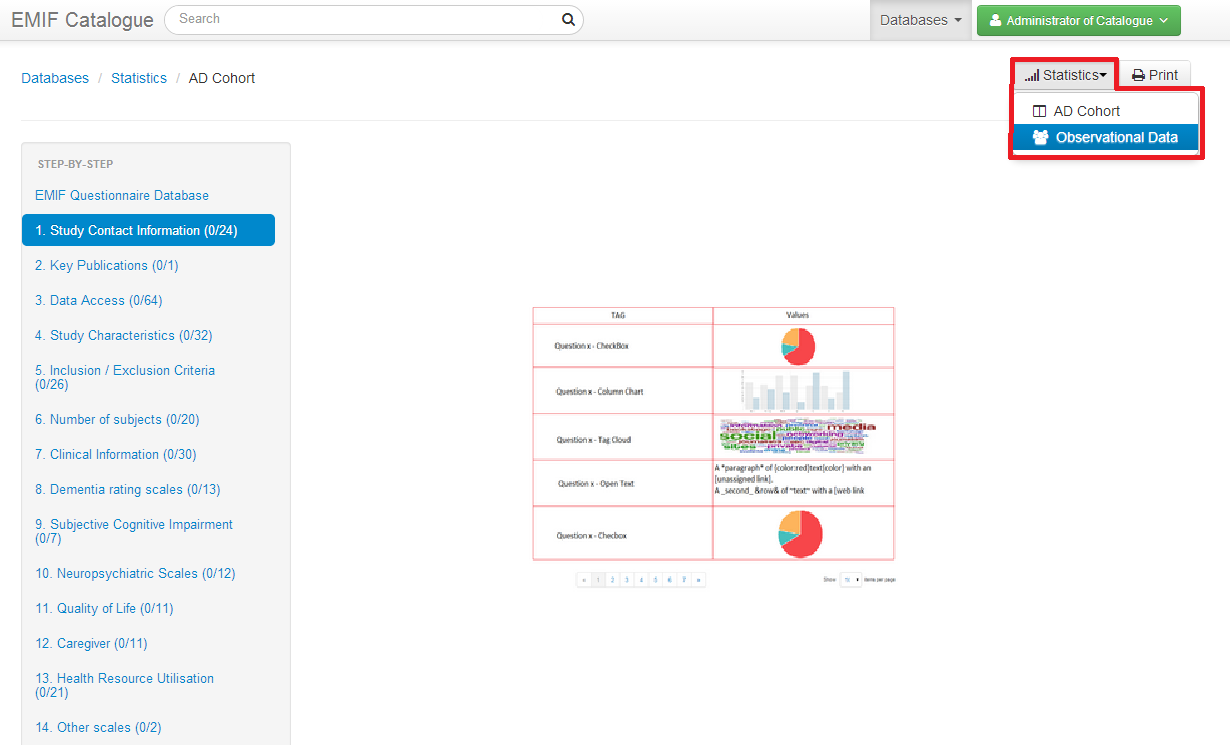 EMIF Catalogue
Search
Databases
Administrator of Catalogue
Databases / Statistics / AD Cohort
Statistics
Print
AD Cohort
Observational Data
STEP-BY-STEP
EMIF Questionnaire Database
1. Study Contact Information (0/24)
2. Key Publications (0/1)
3. Data Access (0/64)
4. Study Characteristics (0/32)
5. Inclusion / Exclusion Criteria
(0/26)
6. Number of subjects (0/20)
7. Clinical Information (0/30)
8. Dementia rating scales (0/13)
9. Subjective Cognitive Impairment
(0/7)
10. Neuropsychiatric Scales (0/12)
11. Quality of Life (0/11)
12. Caregiver (0/11)
13. Health Resource Utilisation
(0/21)
14. Other scales (0/2)
TAG Values
Question x - CheckBox
Question x - Column Chart
Question x - Tag Cloud
social media networking sites private
Question x - Open Text
A *paragraph* of {color:red}text{color} with an
[unassigned link],
A _second_ &row& of "text" with a [web link
Question x - Checbox
« 1 2 3 4 5 6 7 »
Show 10 items per page